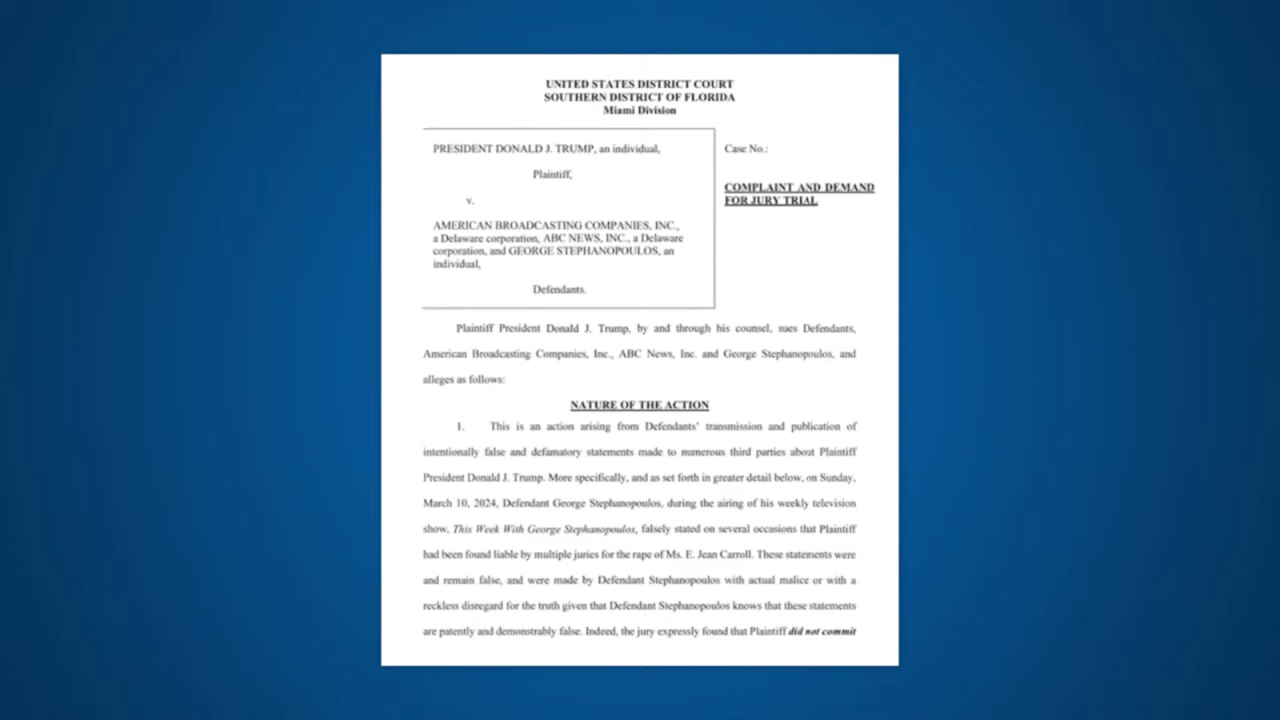 UNITED STATES DISTRICT COURT
SOUTHERN DISTRICT OF FLORIDA
Miami Division
PRESIDENT DONALD J. TRUMP, an individual,
Plaintiff,
v.
AMERICAN BROADCASTING COMPANIES, INC.,
a Delaware corporation, ABC NEWS, INC., a Delaware
corporation, and GEORGE STEPHANOPOULOS, an
individual,
Defendants.
Case No.:
COMPLAINT AND DEMAND
FOR JURY TRIAL
Plaintiff President Donald J. Trump, by and through his counsel, sues Defendants,
American Broadcasting Companies, Inc., ABC News, Inc. and George Stephanopoulos, and
alleges as follows:
NATURE OF THE ACTION
1. This is an action arising from Defendants' transmission and publication of
intentionally false and defamatory statements made to numerous third parties about Plaintiff
President Donald J. Trump. More specifically, and as set forth in greater detail below, on Sunday,
March 10, 2024, Defendant George Stephanopoulos, during the airing of his weekly television
show, This Week With George Stephanopoulos, falsely stated on several occasions that Plaintiff
had been found liable by multiple juries for the rape of Ms. E. Jean Carroll. These statements were
and remain false, and were made by Defendant Stephanopoulos with actual malice or with a
reckless disregard for the truth given that Defendant Stephanopoulos knows that these statements
are patently and demonstrably false. Indeed, the jury expressly found that Plaintiff did not commit